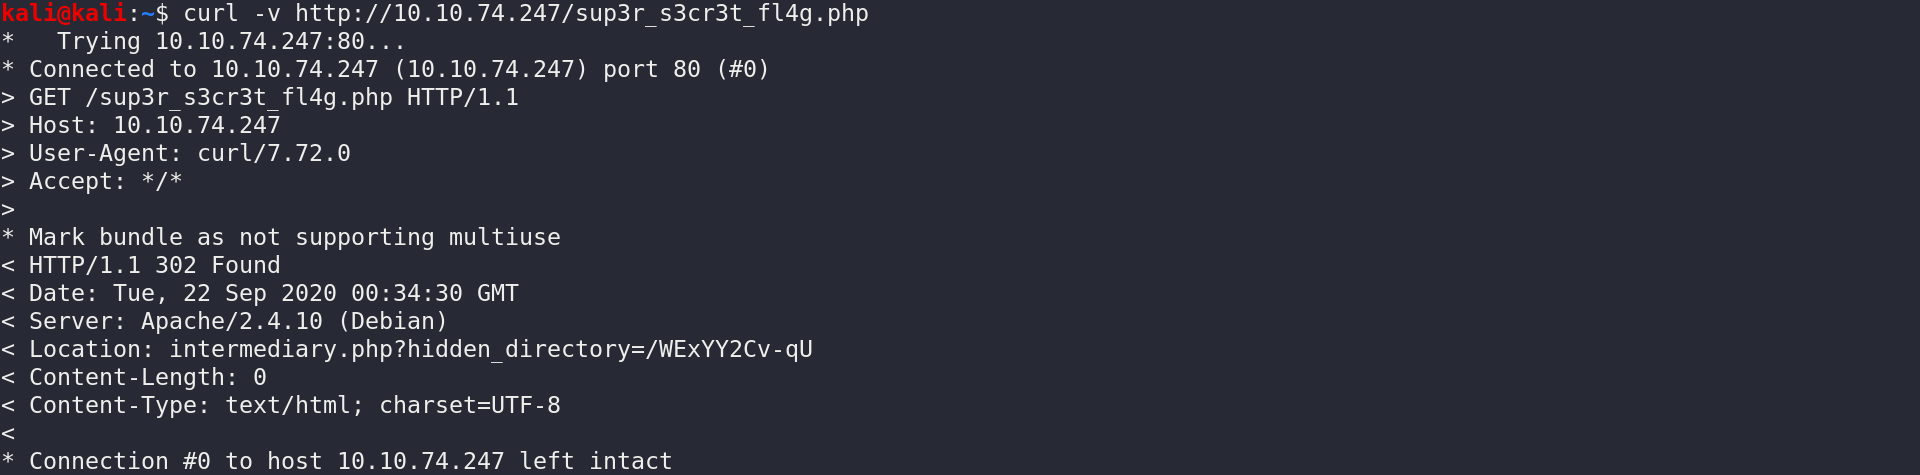 kali@kali:~$ curl -v http://10.10.74.247/sup3r_s3cr3t_fl4g.php
*   Trying 10.10.74.247:80...
* Connected to 10.10.74.247 (10.10.74.247) port 80 (#0)
> GET /sup3r_s3cr3t_fl4g.php HTTP/1.1
> Host: 10.10.74.247
> User-Agent: curl/7.72.0
> Accept: */*
>
* Mark bundle as not supporting multiuse
< HTTP/1.1 302 Found
< Date: Tue, 22 Sep 2020 00:34:30 GMT
< Server: Apache/2.4.10 (Debian)
< Location: intermediary.php?hidden_directory=/WExYY2Cv-qU
< Content-Length: 0
< Content-Type: text/html; charset=UTF-8
<
* Connection #0 to host 10.10.74.247 left intact